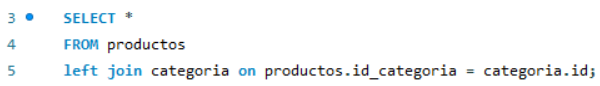 3 SELECT *
4 FROM productos
5 left join categoria on productos.id_categoria = categoria.id;